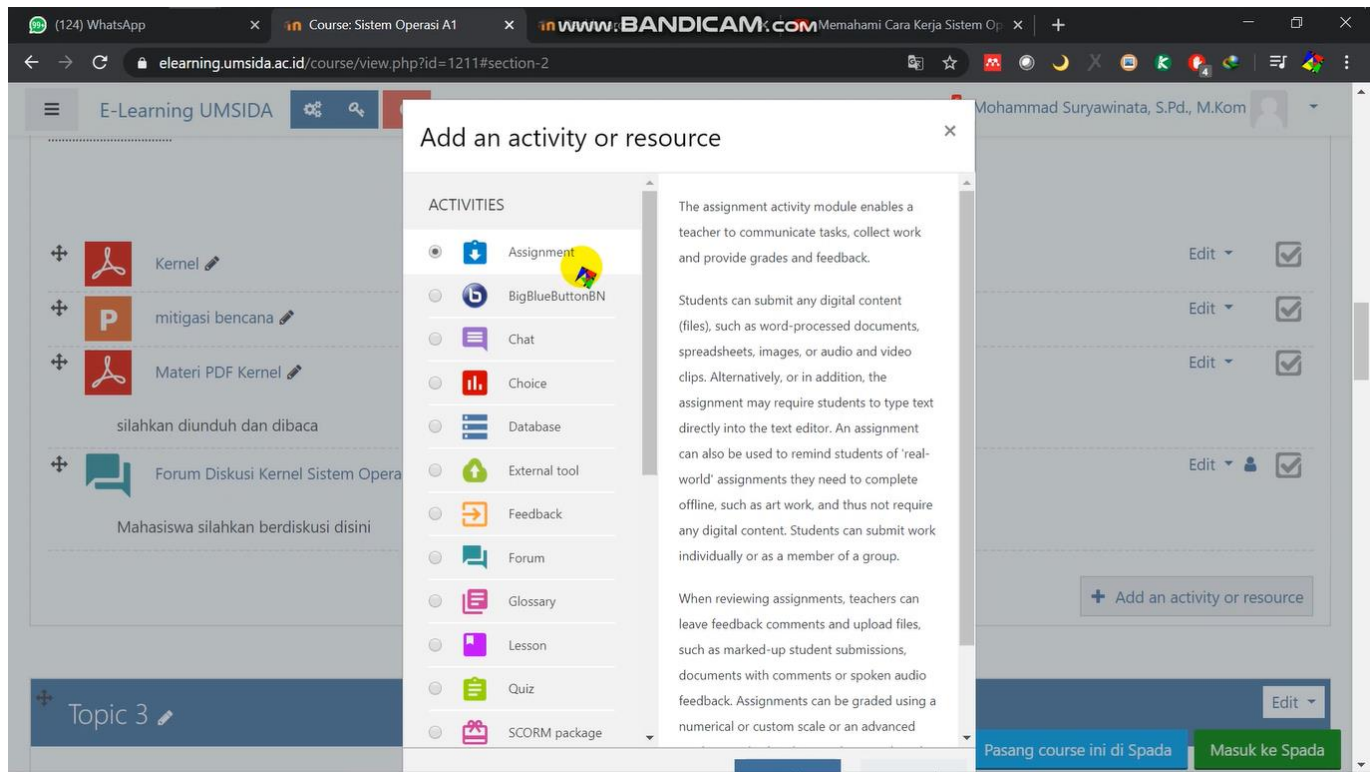 99 (124) WhatsApp
Course: Sistem Operasi A1
www.BANDICAM.com
Memahami Cara Kerja Sistem Op
elearning.umsida.ac.id/course/view.php?id=1211#section-2
E-Learning UMSIDA
Mohammad Suryawinata, S.Pd., M.Kom
Add an activity or resource
ACTIVITIES
Assignment
BigBlueButtonBN
Chat
Choice
Database
External tool
Feedback
Forum
Glossary
Lesson
Quiz
SCORM package
The assignment activity module enables a
teacher to communicate tasks, collect work
and provide grades and feedback.
Students can submit any digital content
(files), such as word-processed documents,
spreadsheets, images, or audio and video
clips. Alternatively, or in addition, the
assignment may require students to type text
directly into the text editor. An assignment
can also be used to remind students of 'real-
world' assignments they need to complete
offline, such as art work, and thus not require
any digital content. Students can submit work
individually or as a member of a group.
When reviewing assignments, teachers can
leave feedback comments and upload files,
such as marked-up student submissions,
documents with comments or spoken audio
feedback. Assignments can be graded using a
numerical or custom scale or an advanced
Kernel
Edit
mitigasi bencana
Edit
Materi PDF Kernel
Edit
silahkan diunduh dan dibaca
Forum Diskusi Kernel Sistem Opera
Edit
Mahasiswa silahkan berdiskusi disini
Add an activity or resource
Topic 3
Edit
Pasang course ini di Spada
Masuk ke Spada